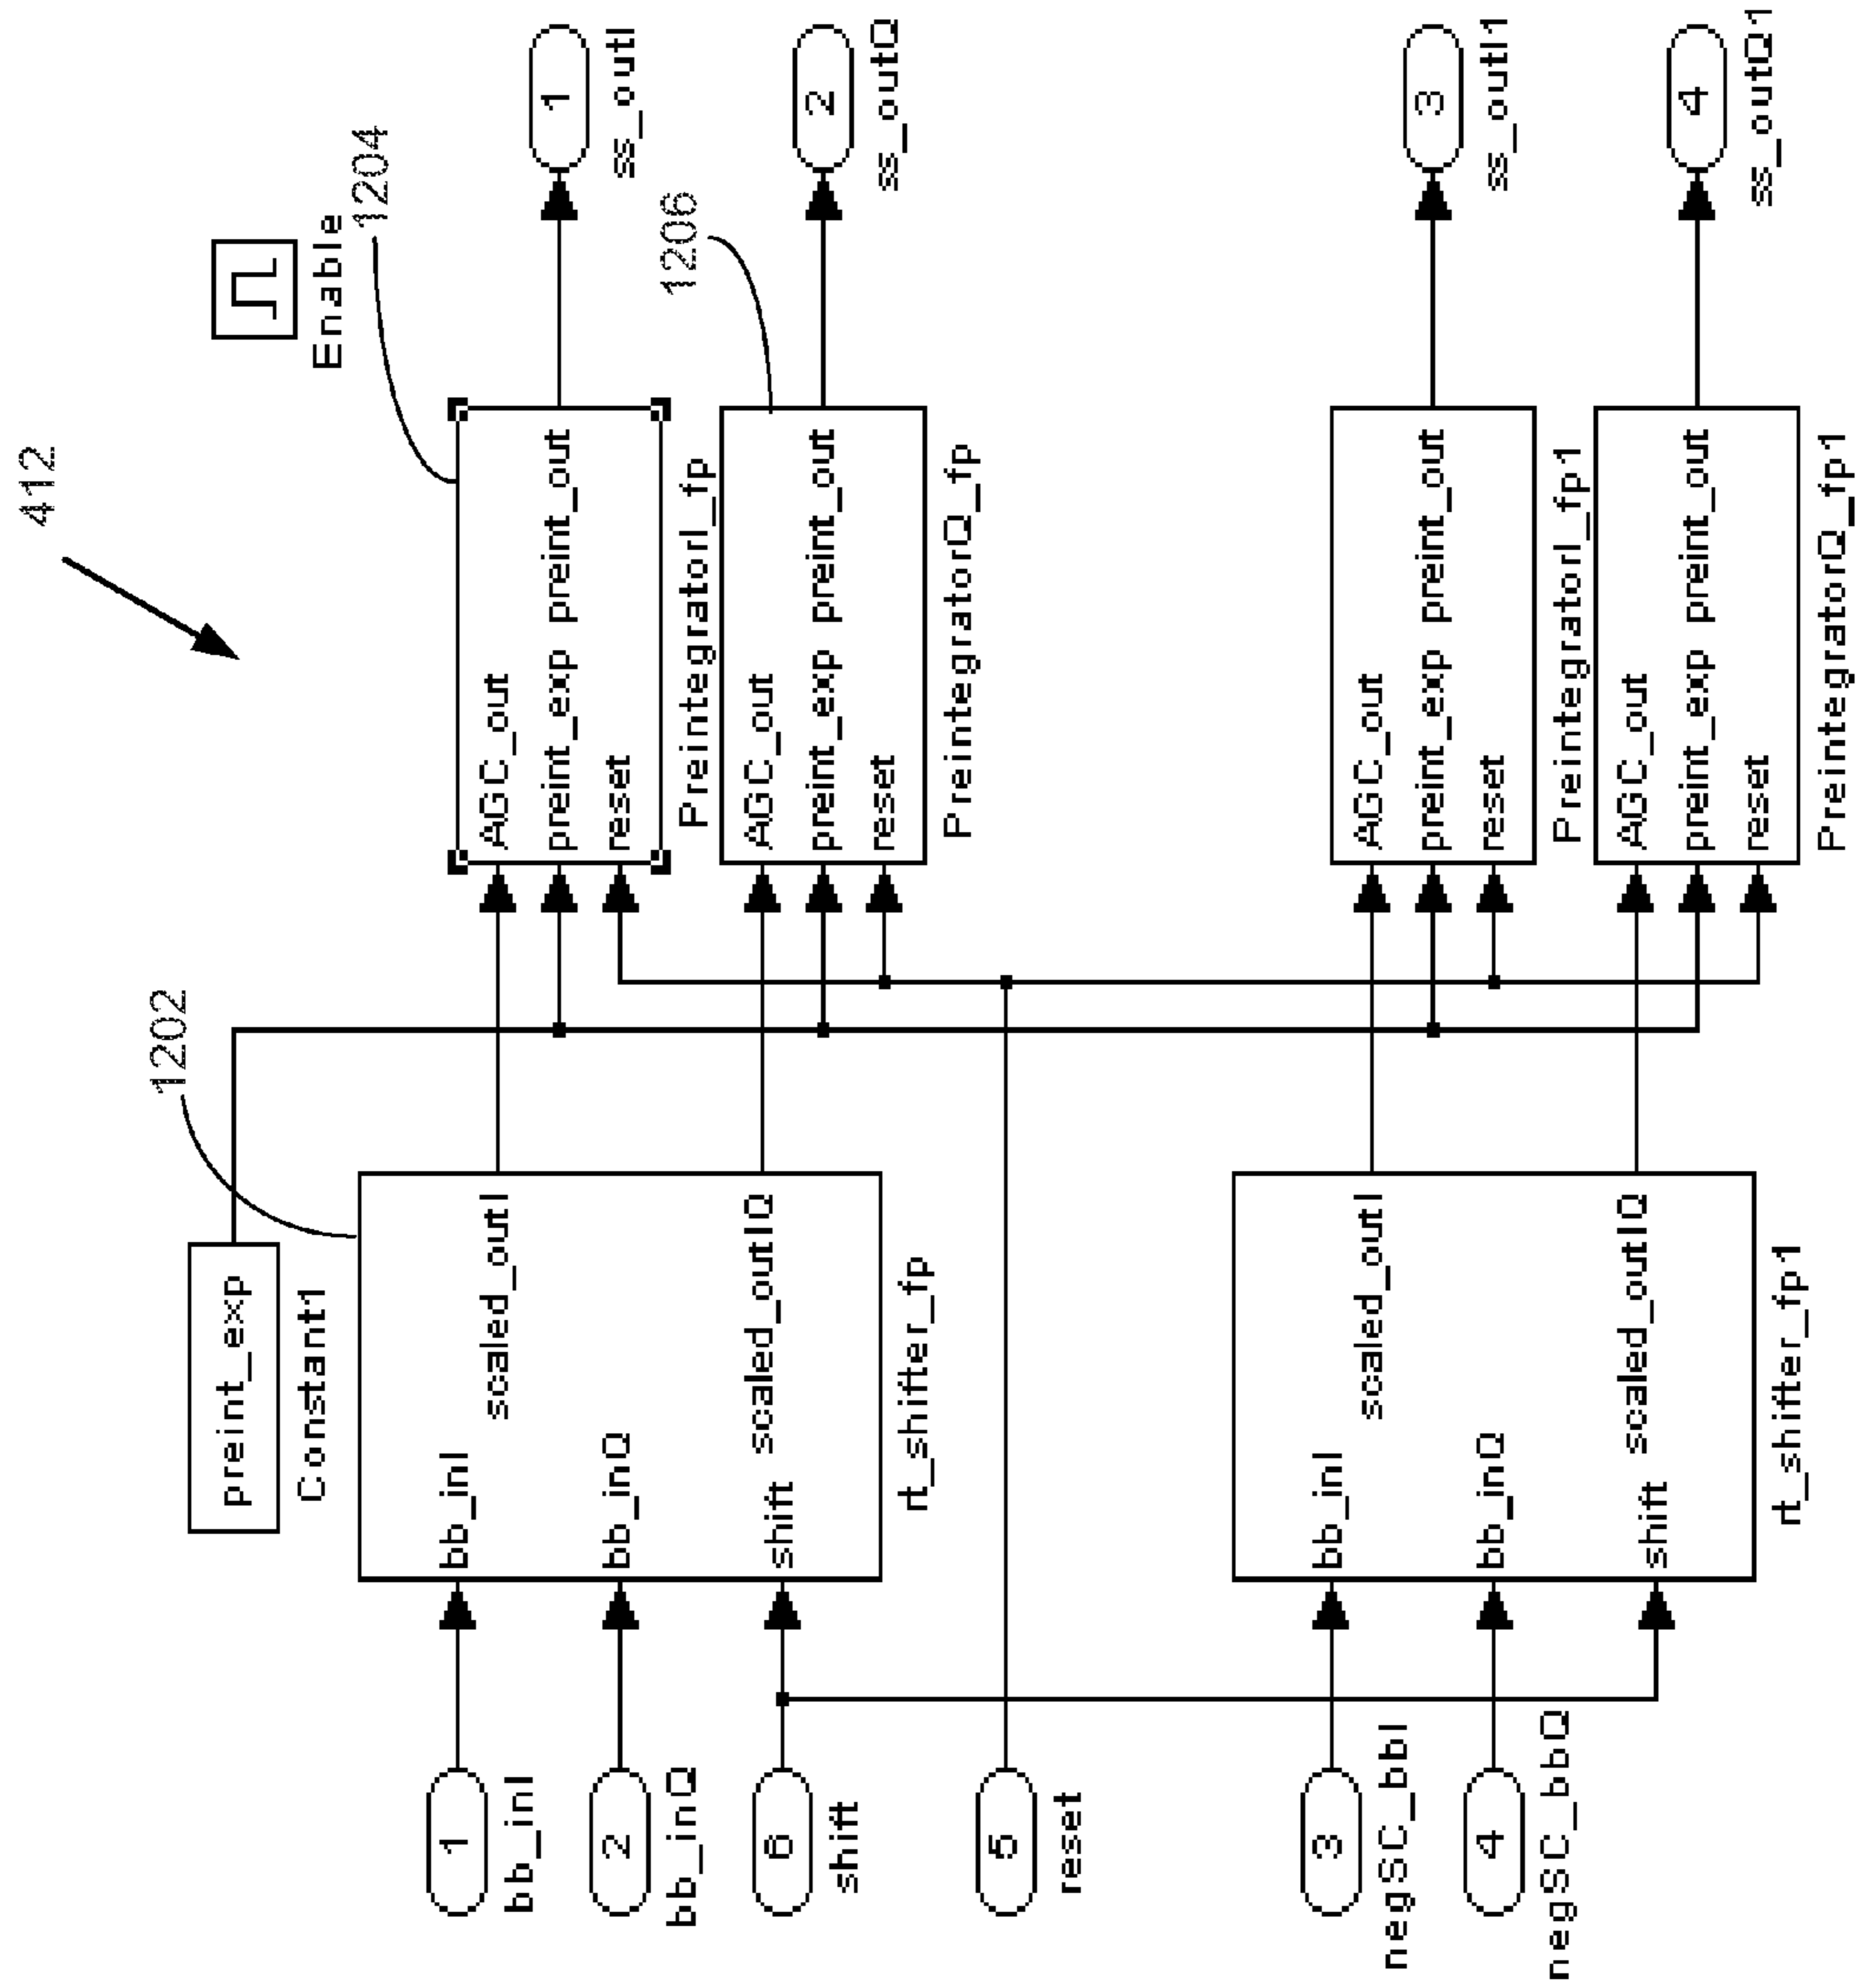 412
1202
preint_exp
Constant1
Enable
1204
1
bb_inI
2
bb_inQ
6
shift
bb_inI
scaled_outI
bb_inQ
shift
scaled_outIQ
rt_shifter_fp
AGC_out
preint_exp preint_out
reset
PreintegratorI_fp
1
ss_outI
1206
AGC_out
preint_exp preint_out
reset
PreintegratorQ_fp
2
ss_outQ
5
reset
3
negSC_bbI
4
negSC_bbQ
bb_inI
scaled_outI
bb_inQ
shift
scaled_outIQ
rt_shifter_fp1
AGC_out
preint_exp preint_out
reset
PreintegratorI_fp1
3
ss_outI1
AGC_out
preint_exp preint_out
reset
PreintegratorQ_fp1
4
ss_outQ1